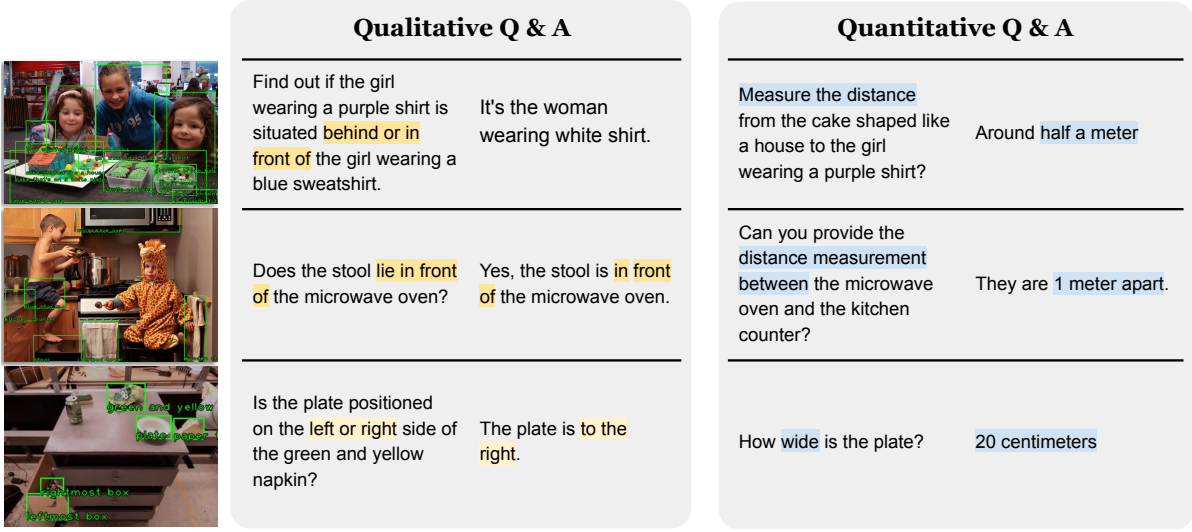 Qualitative Q & A
Quantitative Q & A
Find out if the girl
wearing a purple shirt is
situated behind or in
front of the girl wearing a
blue sweatshirt.
It's the woman
wearing white shirt.
Measure the distance
from the cake shaped like
a house to the girl
wearing a purple shirt?
Around half a meter
Does the stool lie in front
of the microwave oven?
Yes, the stool is in front
of the microwave oven.
Can you provide the
distance measurement
between the microwave
oven and the kitchen
counter?
They are 1 meter apart.
green and yellow
plate paper
rightmost box
leftmost box
Is the plate positioned
on the left or right side of
the green and yellow
napkin?
The plate is to the
right.
How wide is the plate?
20 centimeters